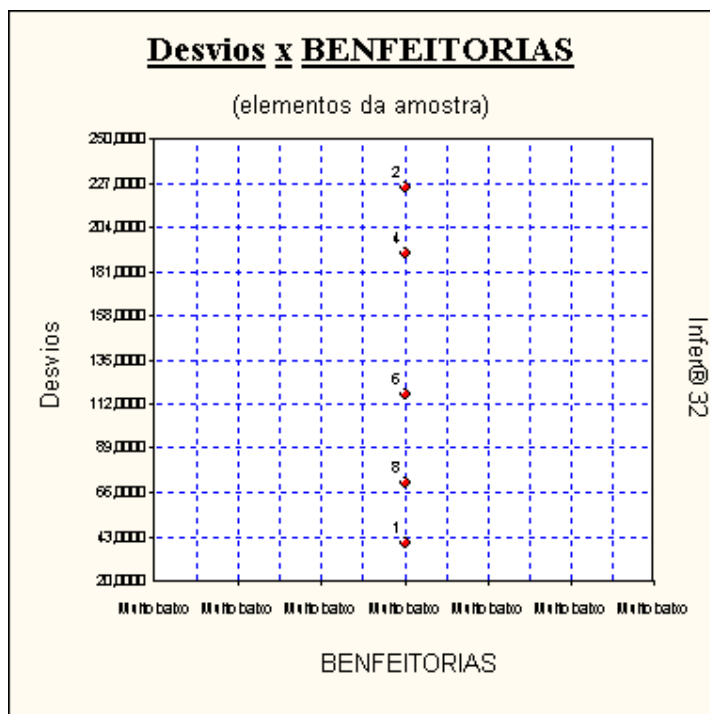 Desvios x BENFEITORIAS
(elementos da amostra)
250,0000
227,0000
204,0000
181,0000
158,0000
135,0000
112,0000
89,0000
66,0000
43,0000
20,0000
2
4
6
8
1
Desvios
Infer® 32
Muito baixo Muito baixo Muito baixo Muito baixo Muito baixo Muito baixo Muito baixo
BENFEITORIAS